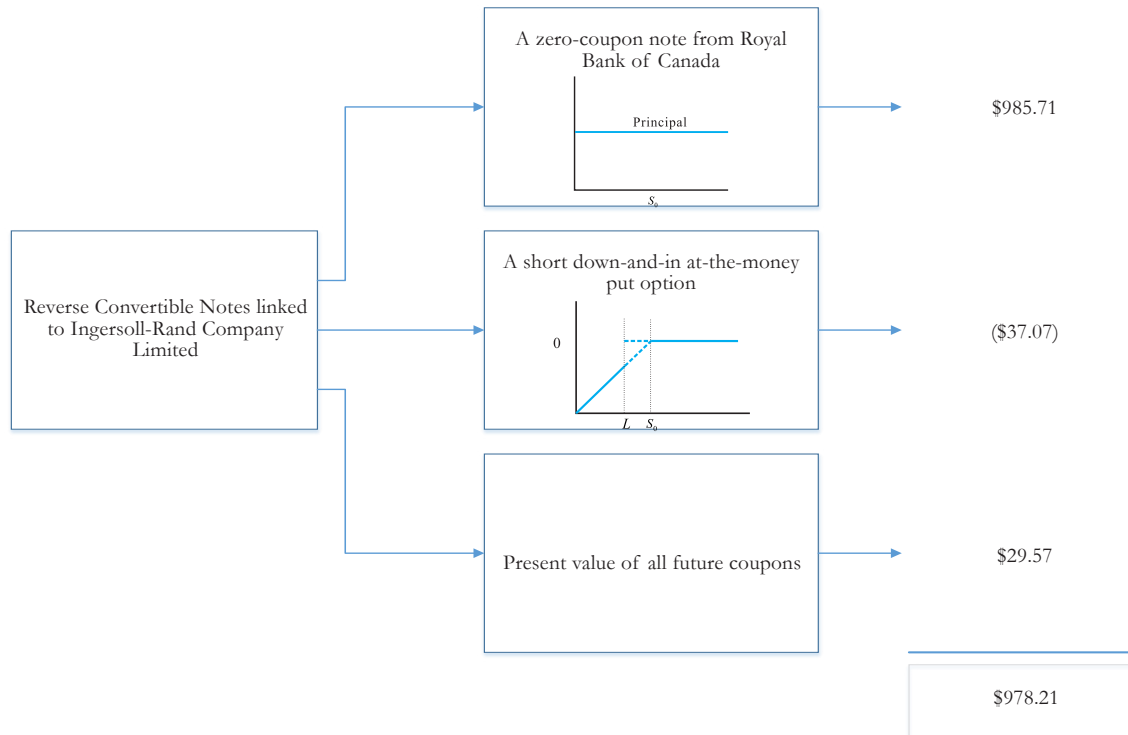 A zero-coupon note from Royal
Bank of Canada
Principal
S₀
$985.71
Reverse Convertible Notes linked
to Ingersoll-Rand Company
Limited
A short down-and-in at-the-money
put option
0
L S₀
($37.07)
Present value of all future coupons
$29.57
$978.21